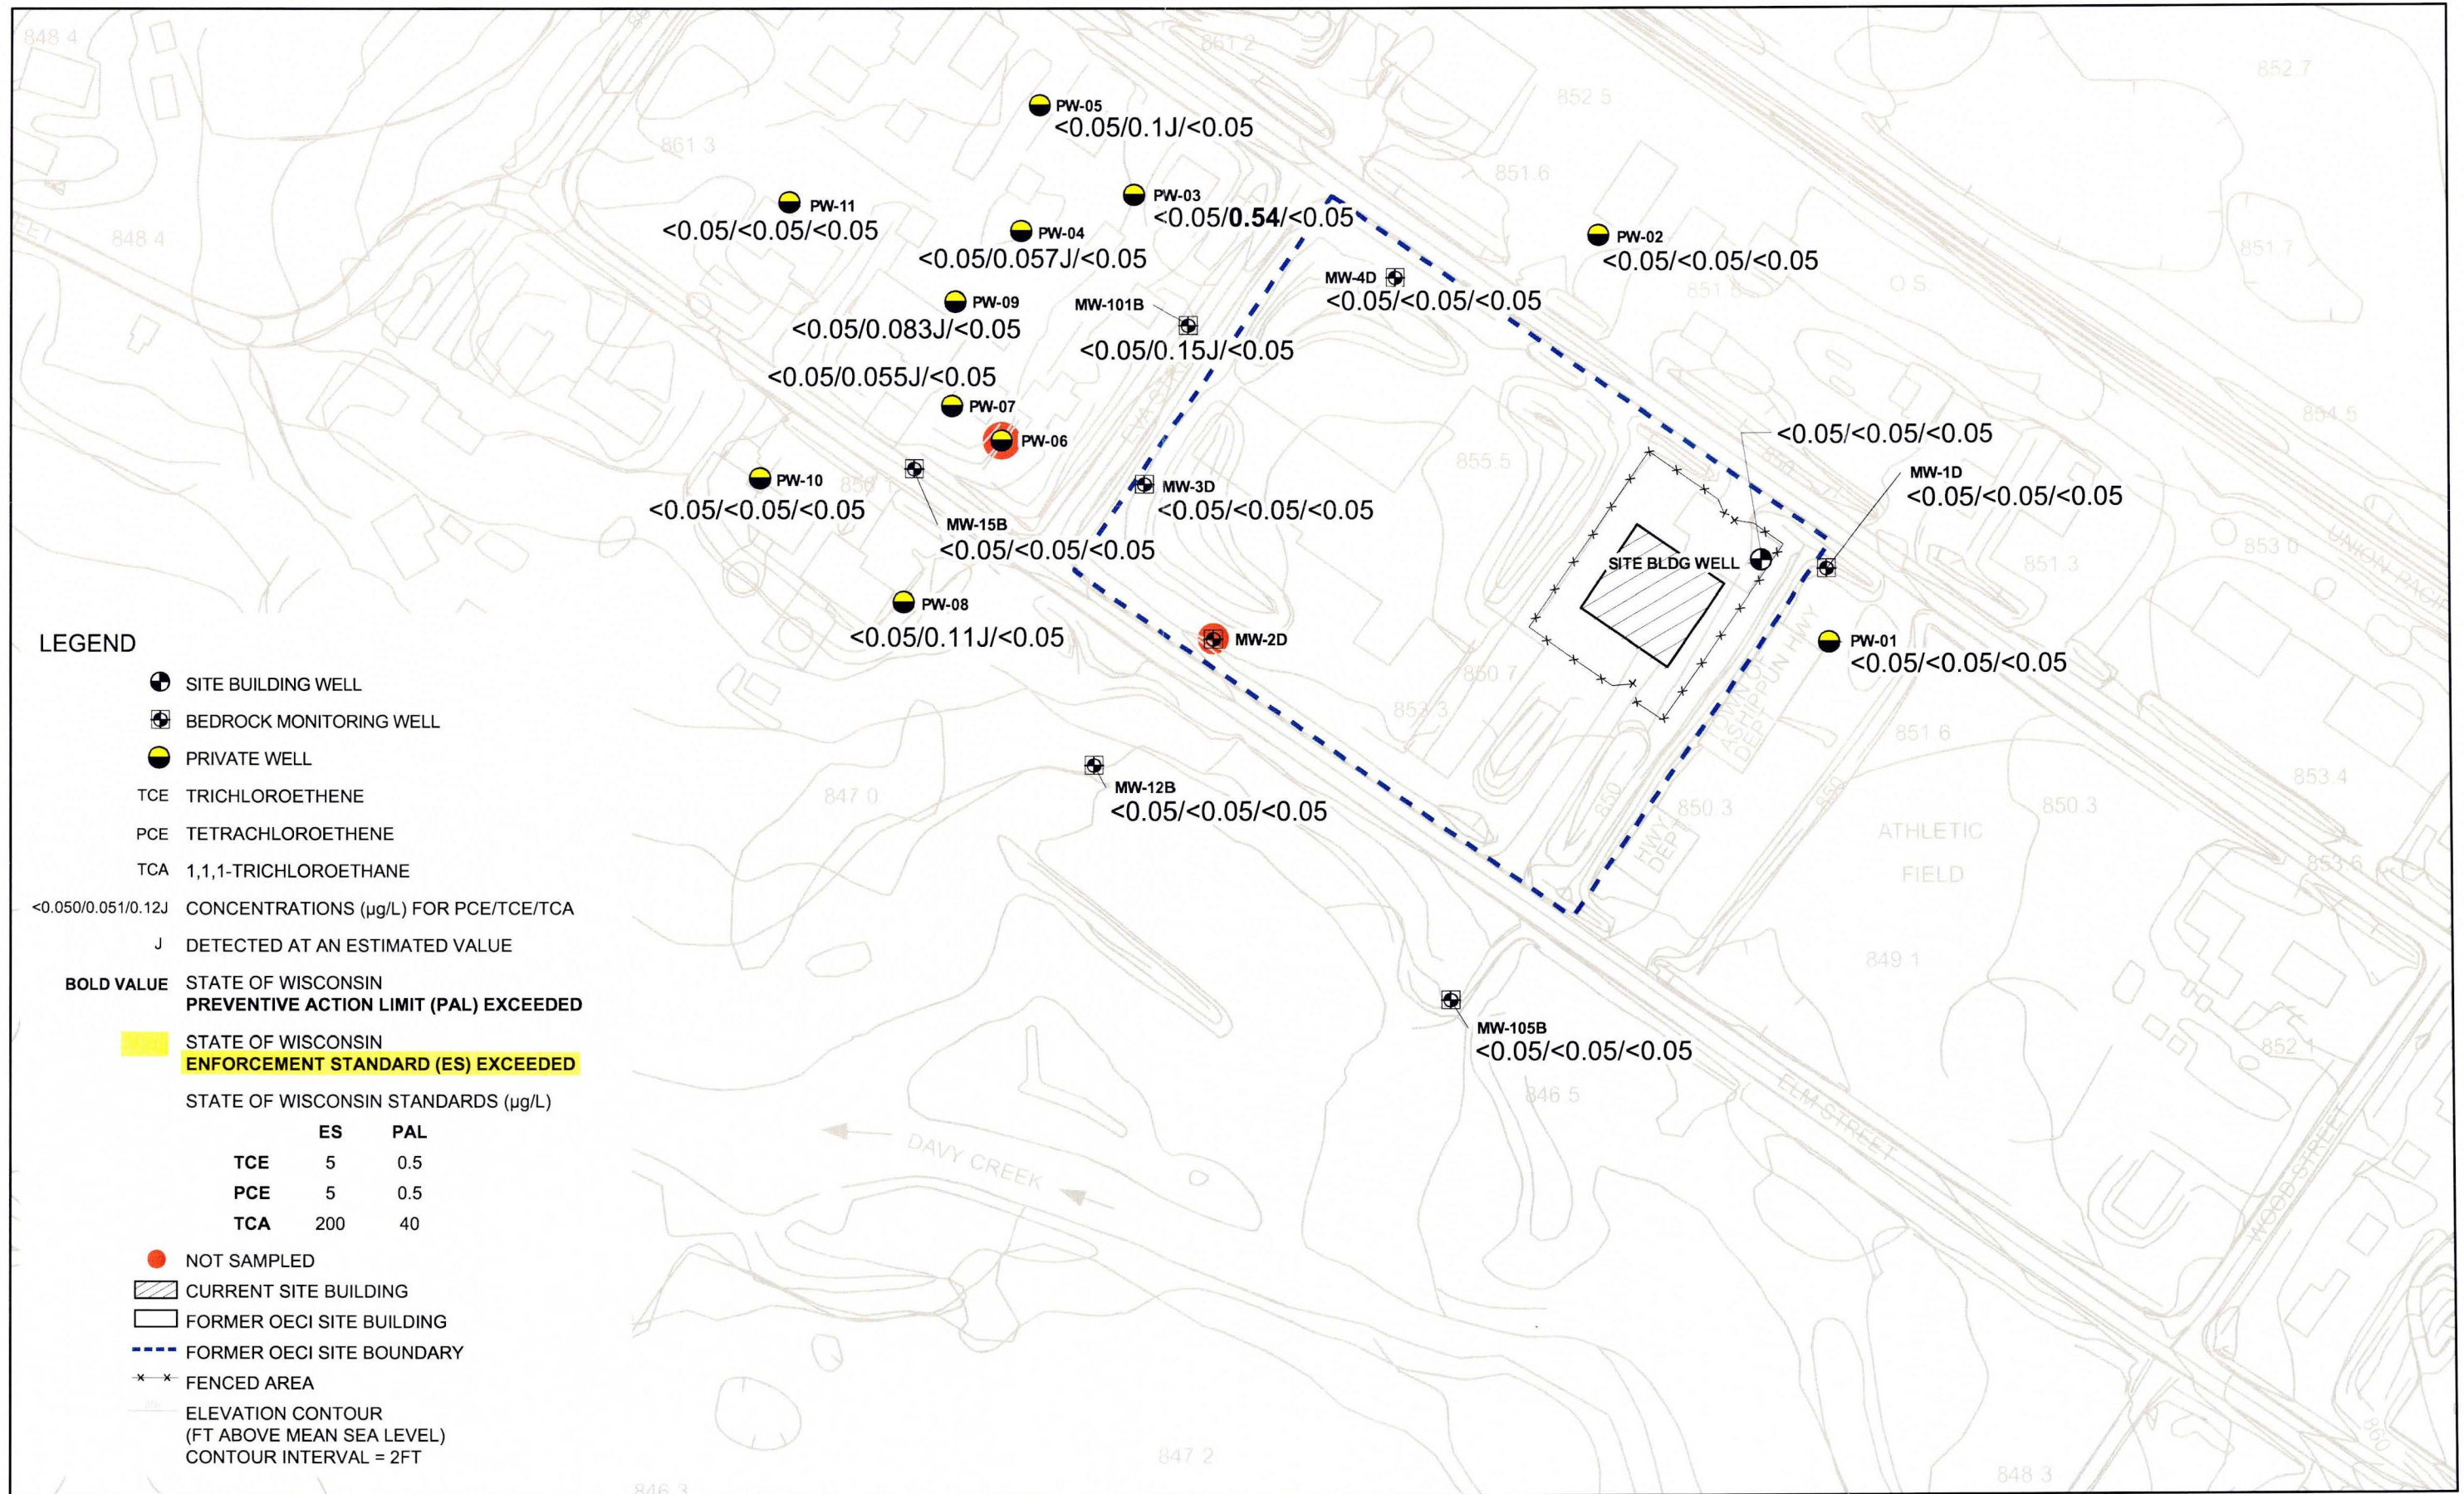 848 4
861 2
852.7
852 5
PW-05
<0.05/0.1J/<0.05
861 3
851.6
PW-03
<0.05/0.54/<0.05
PW-11
<0.05/<0.05/<0.05
PW-04
<0.05/0.057J/<0.05
PW-02
<0.05/<0.05/<0.05
848 4
851.7
MW-4D
<0.05/<0.05/<0.05
O S
PW-09
<0.05/0.083J/<0.05
MW-101B
<0.05/0.15J/<0.05
<0.05/0.055J/<0.05
PW-07
PW-06
854.5
<0.05/<0.05/<0.05
MW-1D
<0.05/<0.05/<0.05
855.5
PW-10
<0.05/<0.05/<0.05
MW-3D
<0.05/<0.05/<0.05
MW-15B
<0.05/<0.05/<0.05
SITE BLDG WELL
853 0
851.3
UNION PACIF
PW-08
<0.05/0.11J/<0.05
MW-2D
PW-01
<0.05/<0.05/<0.05
850 7
853.3
TOWN OF
ASHIPPUN HWY
DEPT
851 6
MW-12B
<0.05/<0.05/<0.05
847 0
850
850 3
850.3
853 4
HWY
DEPT
ATHLETIC
FIELD
853 6
849 1
MW-105B
<0.05/<0.05/<0.05
852 1
846 5
ELM STREET
DAVY CREEK
WOOD STREET
847 2
848 3
860
846 3
LEGEND
SITE BUILDING WELL
BEDROCK MONITORING WELL
PRIVATE WELL
TCE TRICHLOROETHENE
PCE TETRACHLOROETHENE
TCA 1,1,1-TRICHLOROETHANE
<0.050/0.051/0.12J CONCENTRATIONS (µg/L) FOR PCE/TCE/TCA
J DETECTED AT AN ESTIMATED VALUE
BOLD VALUE STATE OF WISCONSIN
PREVENTIVE ACTION LIMIT (PAL) EXCEEDED
STATE OF WISCONSIN
ENFORCEMENT STANDARD (ES) EXCEEDED
STATE OF WISCONSIN STANDARDS (µg/L)
ES PAL
TCE 5 0.5
PCE 5 0.5
TCA 200 40
NOT SAMPLED
CURRENT SITE BUILDING
FORMER OECI SITE BUILDING
FORMER OECI SITE BOUNDARY
FENCED AREA
ELEVATION CONTOUR
(FT ABOVE MEAN SEA LEVEL)
CONTOUR INTERVAL = 2FT